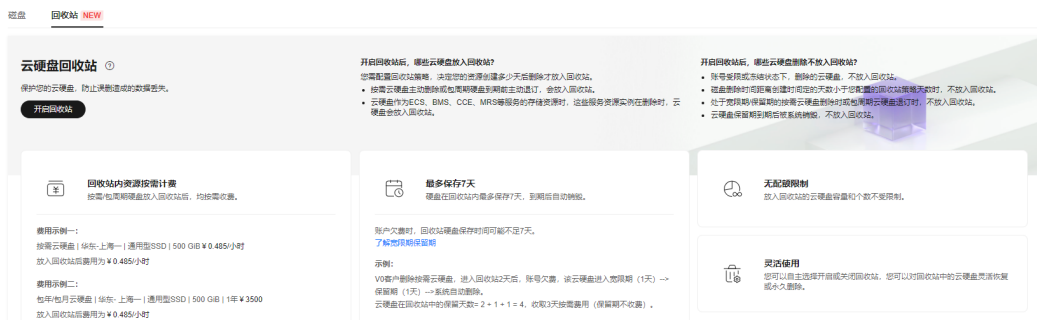 磁盘
回收站 NEW
云硬盘回收站
保护您的云硬盘，防止误删造成的数据丢失。
开启回收站
开启回收站后，哪些云硬盘放入回收站？
您需配置回收站策略，决定您的资源创建多少天后删除才放入回收站。
• 按需云硬盘主动删除或包周期硬盘到期前主动退订，会放入回收站。
• 云硬盘作为ECS、BMS、CCE、MRS等服务的存储资源时，这些服务资源实例在删除时，云
硬盘会放入回收站。
开启回收站后，哪些云硬盘删除不放入回收站？
• 账号受限或冻结状态下，删除的云硬盘，不放入回收站。
• 磁盘删除时间距离创建时间定的天数小于您配置的回收站策略天数时，不放入回收站。
• 处于宽限期/保留期的按需云硬盘删除时或包周期云硬盘退订时，不放入回收站。
• 云硬盘保留期到期后被系统销毁，不放入回收站。
回收站内资源按需计费
按需/包周期硬盘放入回收站后，均按需收费。
费用示例一：
按需云硬盘 | 华东-上海一 | 通用型SSD | 500 GiB ¥ 0.485/小时
放入回收站后费用为 ¥ 0.485/小时
费用示例二：
包年/包月云硬盘 | 华东- 上海一 | 通用型SSD | 500 GiB | 1年 ¥ 3500
放入回收站后费用为 ¥ 0.485/小时
最多保存7天
硬盘在回收站内最多保存7天，到期后自动销毁。
账户欠费时，回收站硬盘保存时间可能不足7天。
了解宽限期保留期
示例：
V0客户删除按需云硬盘，进入回收站2天后，账号欠费，该云硬盘进入宽限期（1天）-->
保留期（1天）-->系统自动删除。
云硬盘在回收站中的保留天数= 2 + 1 + 1 = 4，收取3天按需费用（保留期不收费）。
无配额限制
放入回收站的云硬盘容量和个数不受限制。
灵活使用
您可以自主选择开启或关闭回收站，您可以对回收站中的云硬盘灵活恢复
或永久删除。